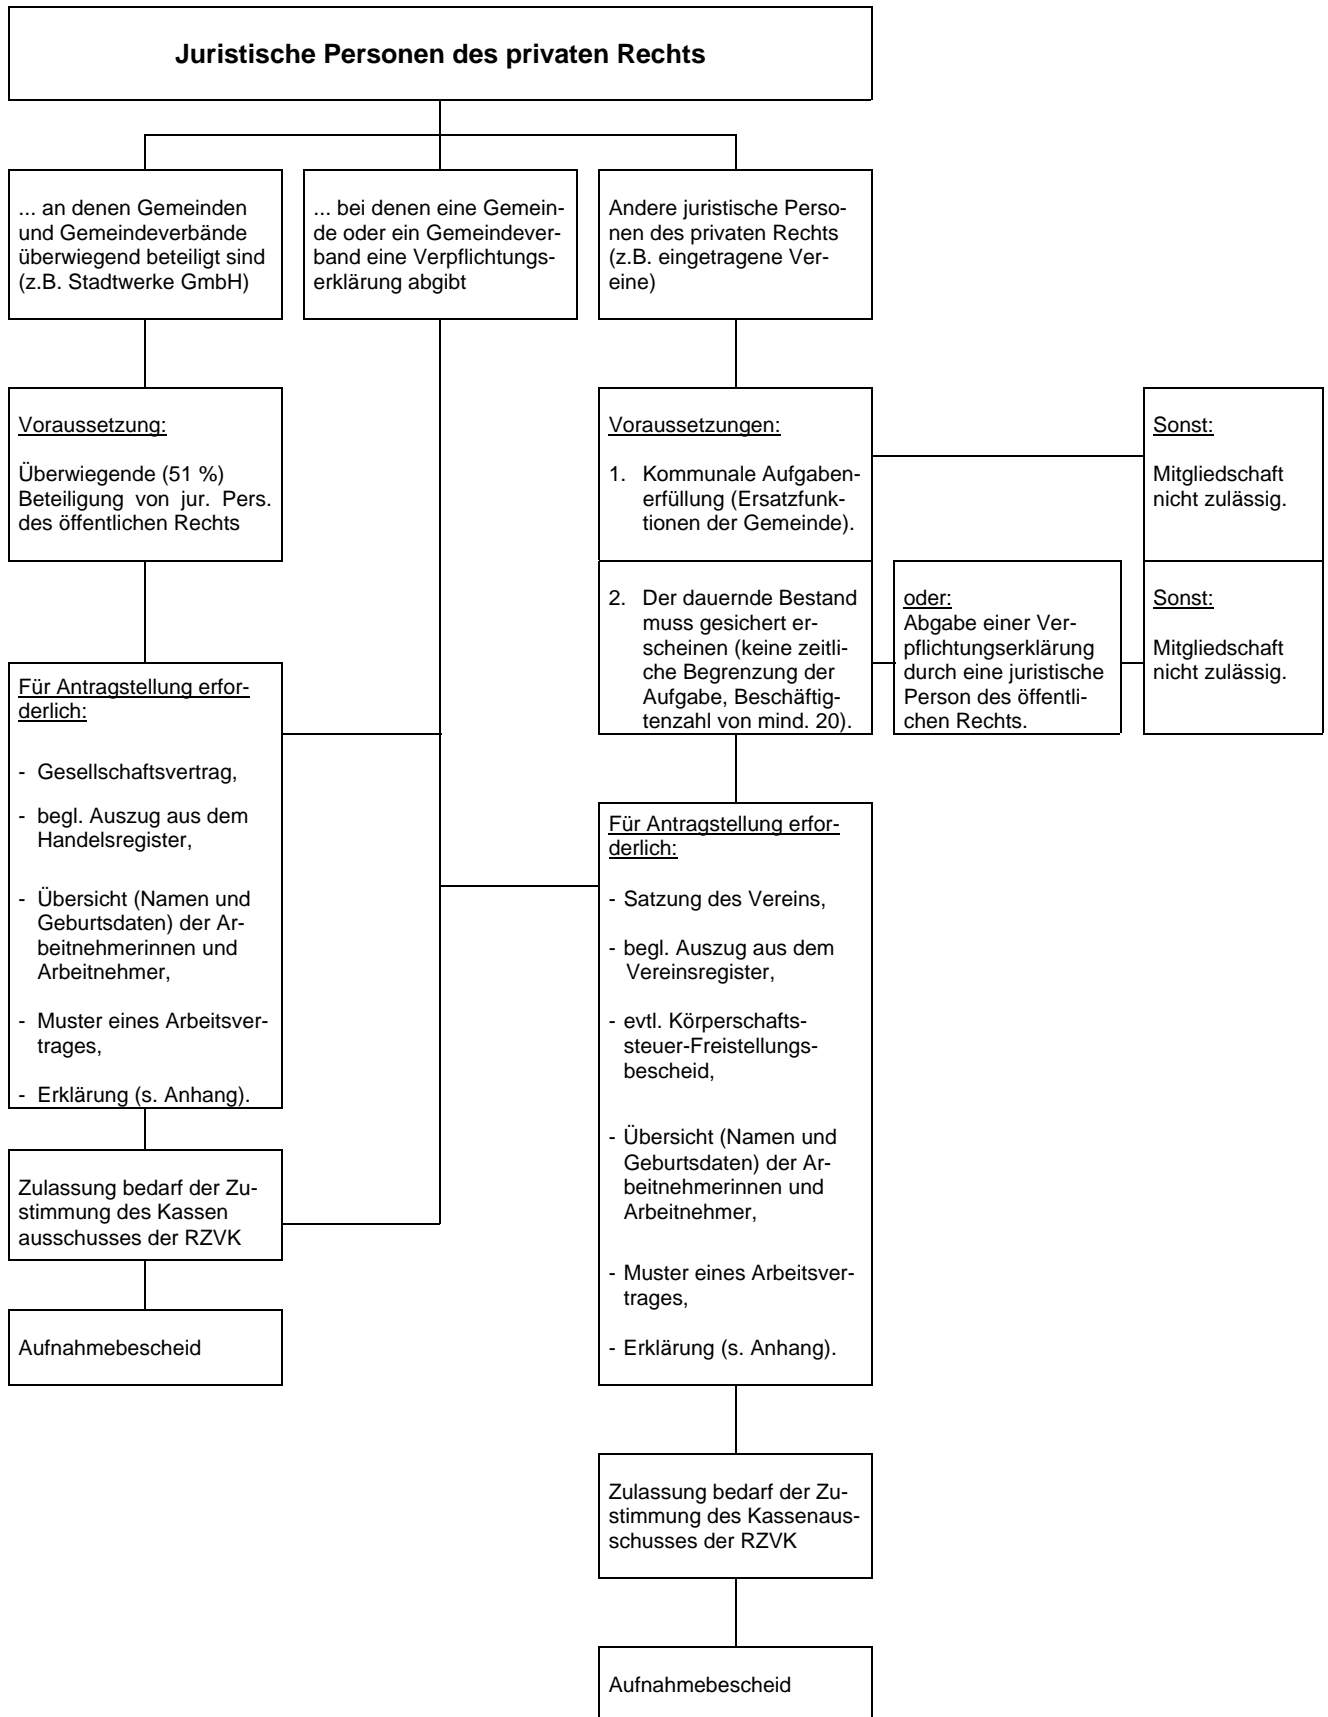 Juristische Personen des privaten Rechts
... an denen Gemeinden
und Gemeindeverbände
überwiegend beteiligt sind
(z.B. Stadtwerke GmbH)
... bei denen eine Gemein-
de oder ein Gemeindever-
band eine Verpflichtungs-
erklärung abgibt
Andere juristische Perso-
nen des privaten Rechts
(z.B. eingetragene Ver-
eine)
Voraussetzung:
Überwiegende (51 %)
Beteiligung von jur. Pers.
des öffentlichen Rechts
Voraussetzungen:
1. Kommunale Aufgaben-
erfüllung (Ersatzfunk-
tionen der Gemeinde).
Sonst:
Mitgliedschaft
nicht zulässig.
2. Der dauernde Bestand
muss gesichert er-
scheinen (keine zeitli-
che Begrenzung der
Aufgabe, Beschäftig-
tenzahl von mind. 20).
oder:
Abgabe einer Ver-
pflichtungserklärung
durch eine juristische
Person des öffentli-
chen Rechts.
Sonst:
Mitgliedschaft
nicht zulässig.
Für Antragstellung erfor-
derlich:
- Gesellschaftsvertrag,
- begl. Auszug aus dem
Handelsregister,
- Übersicht (Namen und
Geburtsdaten) der Ar-
beitnehmerinnen und
Arbeitnehmer,
- Muster eines Arbeitsver-
trages,
- Erklärung (s. Anhang).
Zulassung bedarf der Zu-
stimmung des Kassen
ausschusses der RZVK
Aufnahmebescheid
Für Antragstellung erfor-
derlich:
- Satzung des Vereins,
- begl. Auszug aus dem
Vereinsregister,
- evtl. Körperschafts-
steuer-Freistellungs-
bescheid,
- Übersicht (Namen und
Geburtsdaten) der Ar-
beitnehmerinnen und
Arbeitnehmer,
- Muster eines Arbeitsver-
trages,
- Erklärung (s. Anhang).
Zulassung bedarf der Zu-
stimmung des Kassenaus-
schusses der RZVK
Aufnahmebescheid